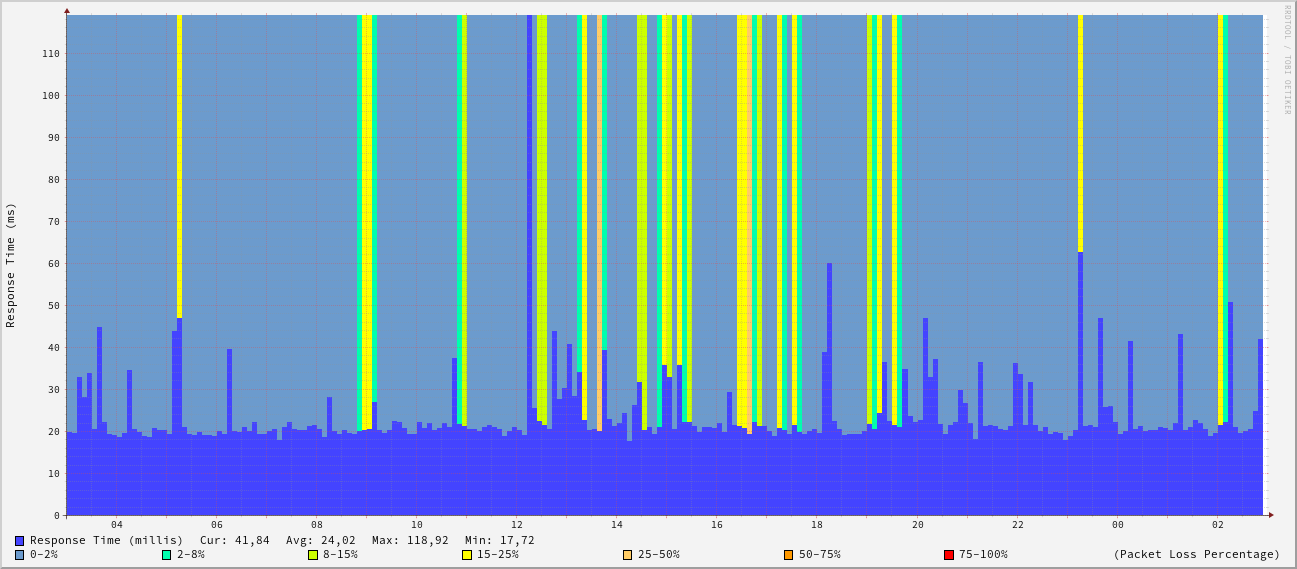 RRDTOOL / TOBI OETIKER
Response Time (ms)
110
100
90
80
70
60
50
40
30
20
10
0
04 06 08 10 12 14 16 18 20 22 00 02
Response Time (millis) Cur: 41,84 Avg: 24,02 Max: 118,92 Min: 17,72
0-2% 2-8% 8-15% 15-25% 25-50% 50-75% 75-100% (Packet Loss Percentage)